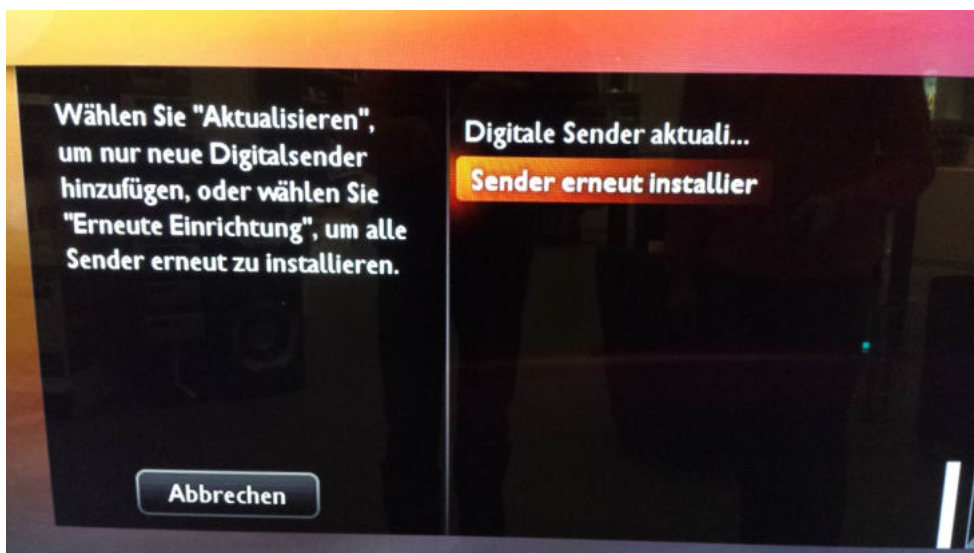 Wählen Sie "Aktualisieren",
um nur neue Digitalsender
hinzufügen, oder wählen Sie
"Erneute Einrichtung", um alle
Sender erneut zu installieren.
Abbrechen
Digitale Sender aktuali...
Sender erneut installier